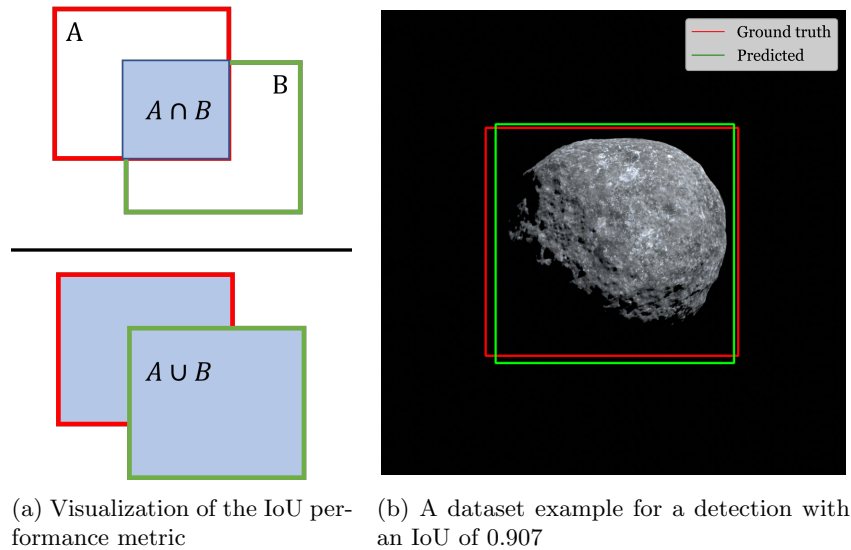 A
B
A ∩ B
A ∪ B
Ground truth
Predicted
(a) Visualization of the IoU per-
formance metric
(b) A dataset example for a detection with
an IoU of 0.907